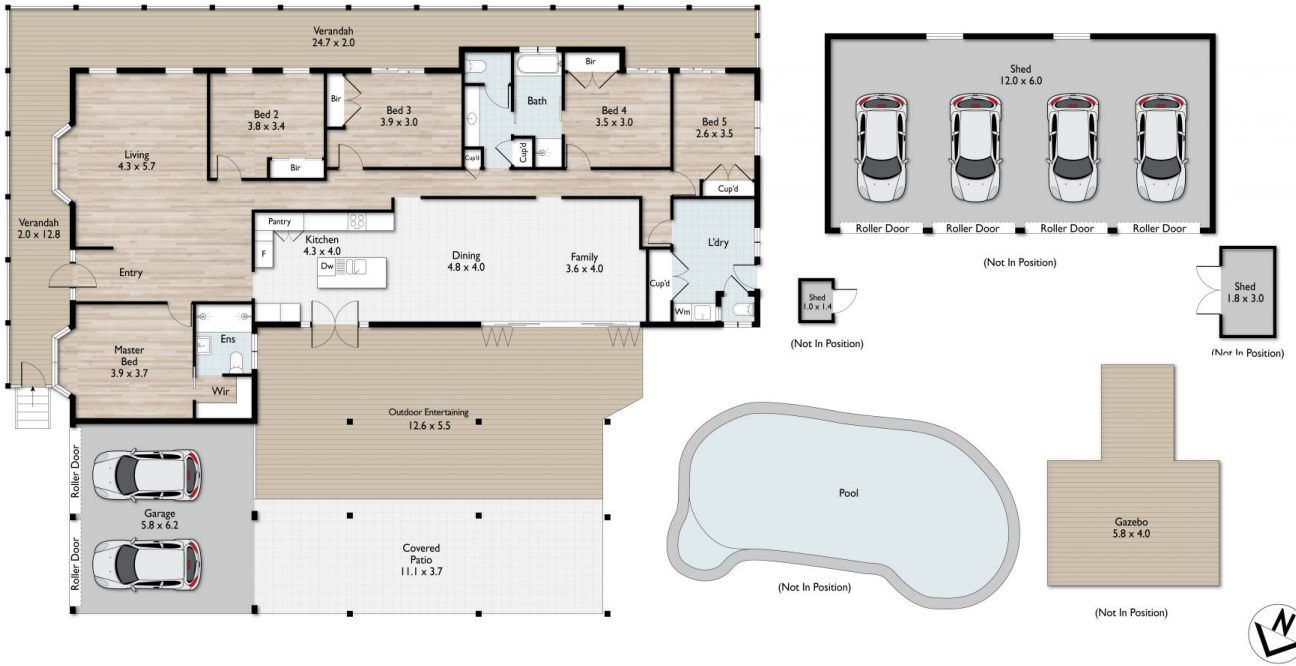 Verandah
24.7 x 2.0
Bed 2
3.8 x 3.4
Bir
Bir
Bed 3
3.9 x 3.0
Bath
Cup'd
Cup'd
Bir
Bed 4
3.5 x 3.0
Bed 5
2.6 x 3.5
Cup'd
Living
4.3 x 5.7
Verandah
2.0 x 12.8
Entry
Pantry
F
Kitchen
4.3 x 4.0
Dw
Dining
4.8 x 4.0
Family
3.6 x 4.0
L'dry
Cup'd
Wm
Master
Bed
3.9 x 3.7
Ens
Wir
Outdoor Entertaining
12.6 x 5.5
Roller Door
Roller Door
Garage
5.8 x 6.2
Covered
Patio
11.1 x 3.7
Shed
12.0 x 6.0
Roller Door
Roller Door
Roller Door
Roller Door
(Not In Position)
Shed
1.0 x 1.4
(Not In Position)
Shed
1.8 x 3.0
(Not In Position)
Pool
(Not In Position)
Gazebo
5.8 x 4.0
(Not In Position)
N